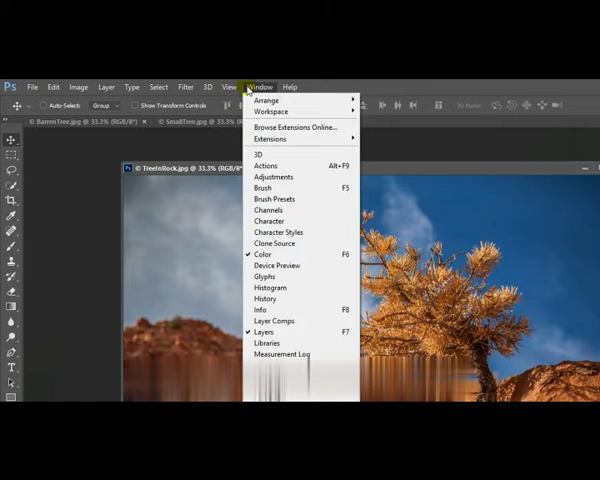 Ps File Edit Image Layer Type Select Filter 3D View Window Help
Auto-Select: Group Show Transform Controls 3D Mode:
© BarrenTree.jpg @ 33.3% (RGB/8*) × © SmallTree.jpg @ 33.3% (RGB/8
Ps © TreeInRock.jpg @ 33.3% (RGB/8*)
Arrange
Workspace
Browse Extensions Online...
Extensions
3D
Actions Alt+F9
Adjustments
Brush F5
Brush Presets
Channels
Character
Character Styles
Clone Source
Color F6
Device Preview
Glyphs
Histogram
History
Info F8
Layer Comps
Layers F7
Libraries
Measurement Log